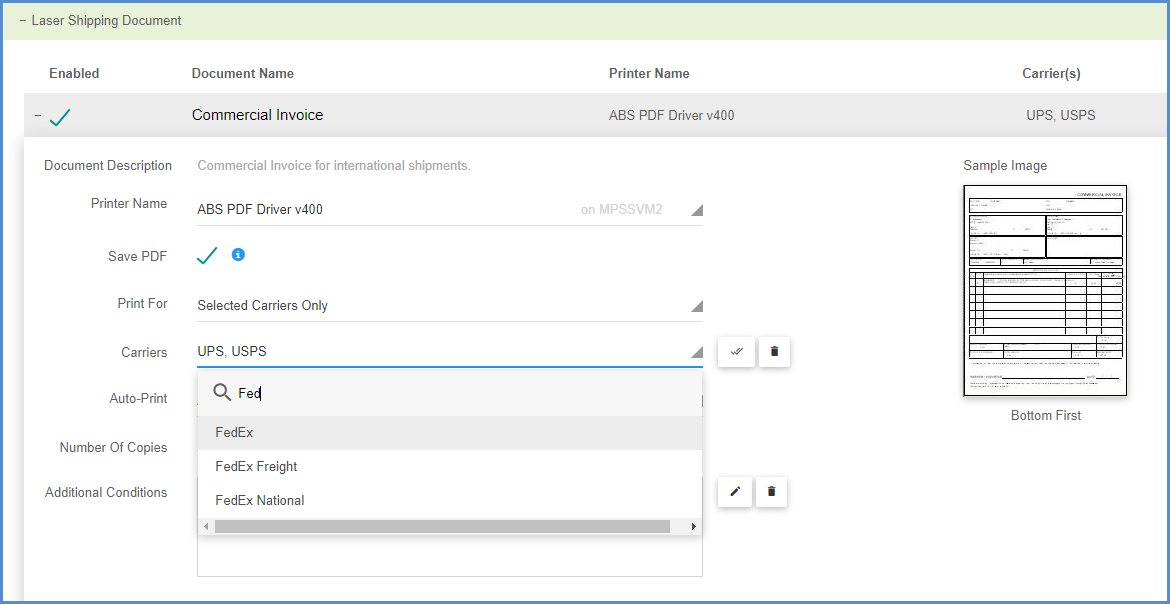 − Laser Shipping Document
Enabled Document Name Printer Name Carrier(s)
− Commercial Invoice ABS PDF Driver v400 UPS, USPS
Document Description Commercial Invoice for international shipments. Sample Image
Printer Name ABS PDF Driver v400 on MPSSVM2
COMMERCIAL INVOICE
Save PDF
Print For Selected Carriers Only
Carriers UPS, USPS
Fed
Auto-Print
Bottom First
FedEx
Number Of Copies
FedEx Freight
Additional Conditions
FedEx National